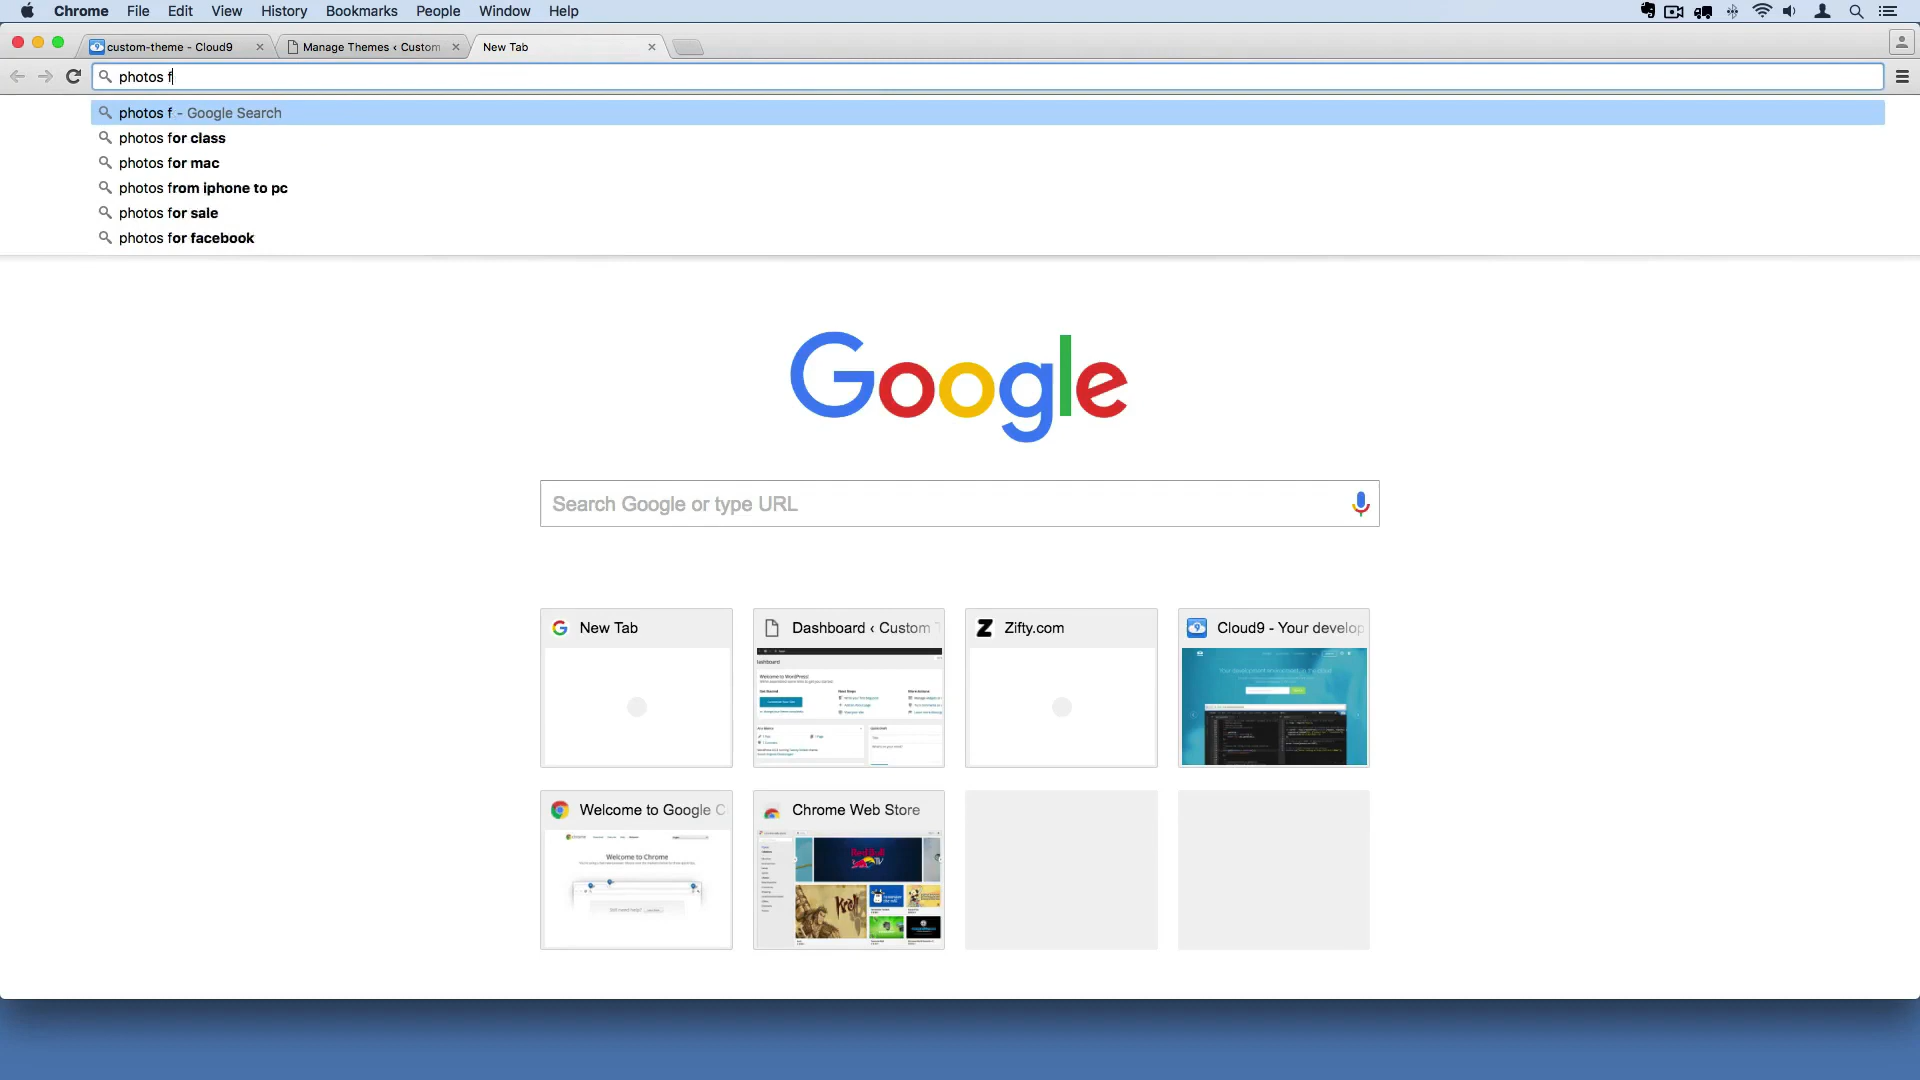 Chrome File Edit View History Bookmarks People Window Help
custom-theme - Cloud9
Manage Themes ‹ Custom
New Tab
photos f
photos f - Google Search
photos for class
photos for mac
photos from iphone to pc
photos for sale
photos for facebook
Google
Search Google or type URL
New Tab
Dashboard ‹ Custom
Zifty.com
Cloud9 - Your develop
Welcome to Google C
Chrome Web Store
Welcome to Chrome